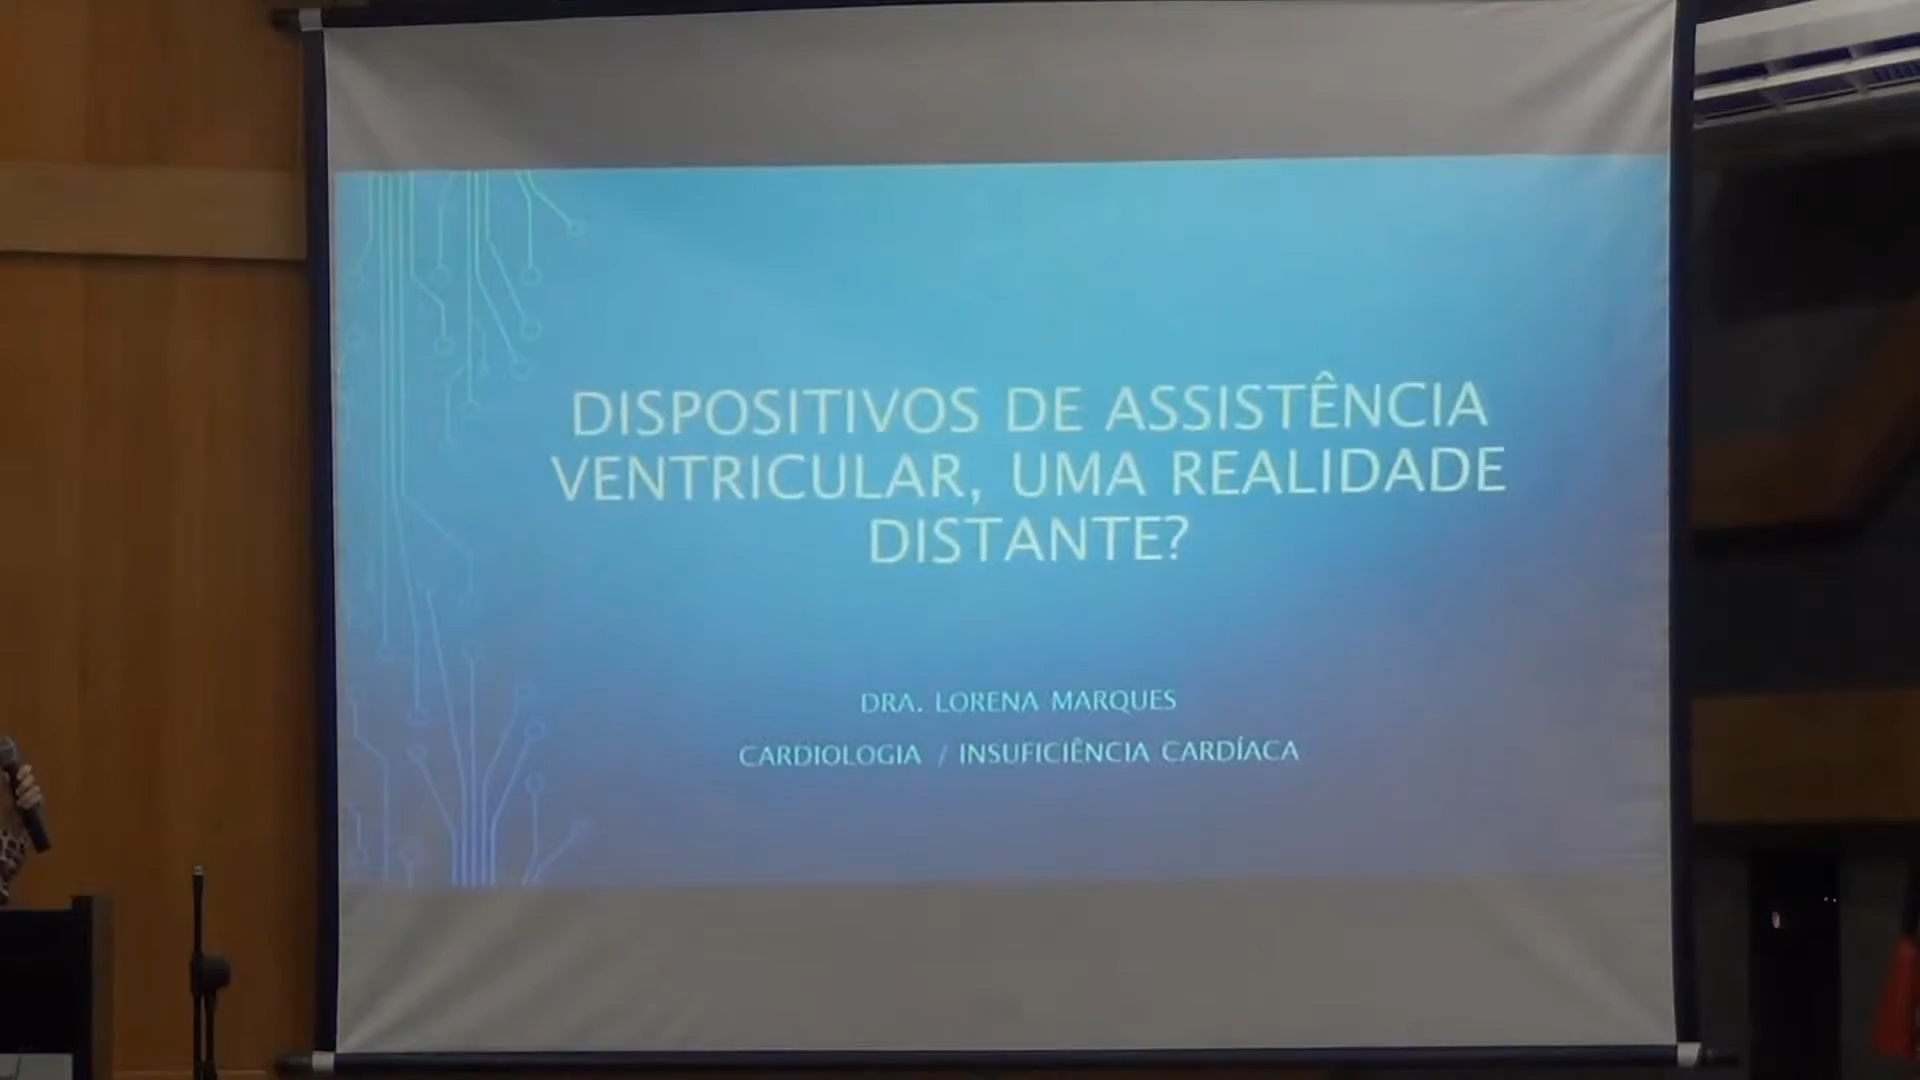 DISPOSITIVOS DE ASSISTÊNCIA
VENTRICULAR, UMA REALIDADE
DISTANTE?
DRA. LORENA MARQUES
CARDIOLOGIA / INSUFICIÊNCIA CARDÍACA